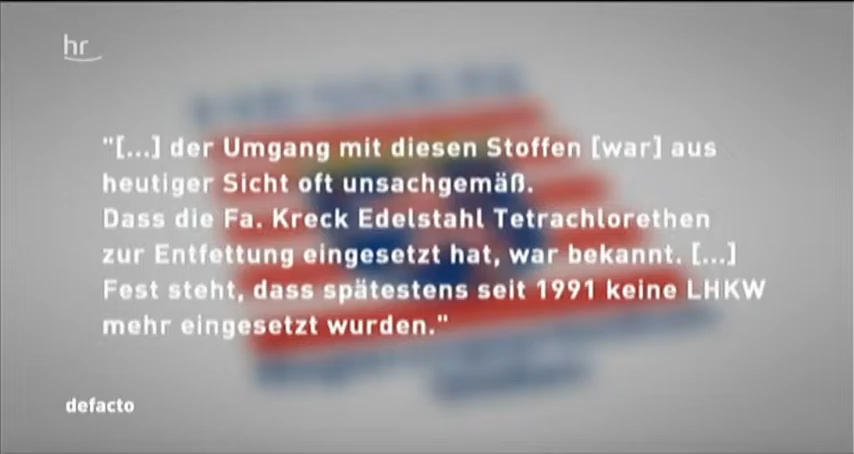 hr
"[...] der Umgang mit diesen Stoffen [war] aus
heutiger Sicht oft unsachgemäß.
Dass die Fa. Kreck Edelstahl Tetrachlorethen
zur Entfettung eingesetzt hat, war bekannt. [...]
Fest steht, dass spätestens seit 1991 keine LHKW
mehr eingesetzt wurden."
defacto